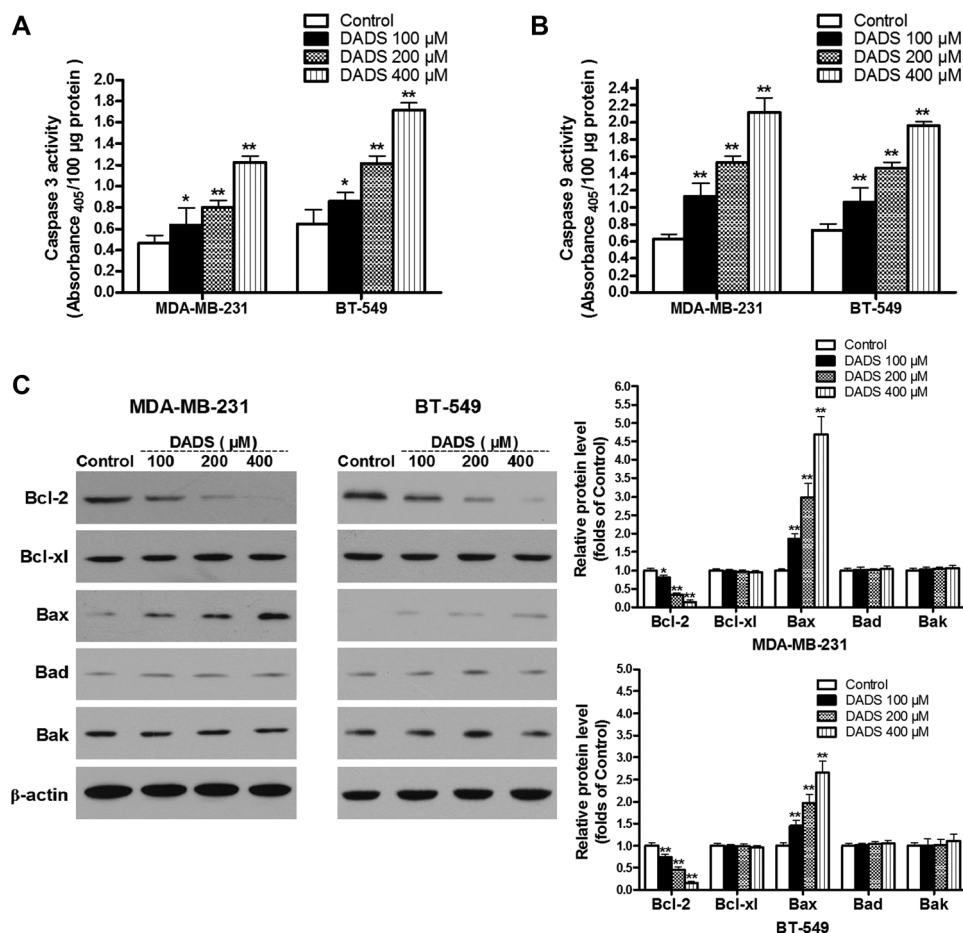 A
Control
DADS 100 µM
DADS 200 µM
DADS 400 µM
Caspase 3 activity
(Absorbance 405/100 µg protein )
1.8
1.6
1.4
1.2
1.0
0.8
0.6
0.4
0.2
0.0
* ** ** * ** **
MDA-MB-231 BT-549
B
Control
DADS 100 µM
DADS 200 µM
DADS 400 µM
Caspase 9 activity
(Absorbance 405/100 µg protein )
2.6
2.4
2.2
2.0
1.8
1.6
1.4
1.2
1.0
0.8
0.6
0.4
0.2
0.0
** ** ** ** ** **
MDA-MB-231 BT-549
C
MDA-MB-231 BT-549
DADS ( µM) DADS ( µM)
Control 100 200 400 Control 100 200 400
Bcl-2
Bcl-xl
Bax
Bad
Bak
β-actin
Control
DADS 100 µM
DADS 200 µM
DADS 400 µM
Relative protein level
(folds of Control)
6.0
5.5
5.0
4.5
4.0
3.5
3.0
2.5
2.0
1.5
1.0
0.5
0.0
* ** ** ** ** **
Bcl-2 Bcl-xl Bax Bad Bak
MDA-MB-231
Control
DADS 100 µM
DADS 200 µM
DADS 400 µM
Relative protein level
(folds of Control)
5.0
4.5
4.0
3.5
3.0
2.5
2.0
1.5
1.0
0.5
0.0
** ** ** ** ** **
Bcl-2 Bcl-xl Bax Bad Bak
BT-549